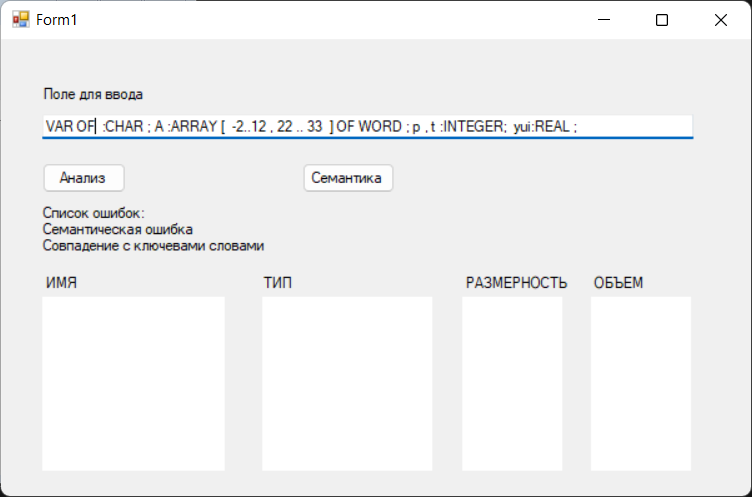 Form1
Поле для ввода
VAR OF :CHAR ; A :ARRAY [ -2..12 , 22 .. 33 ] OF WORD ; p , t :INTEGER; yui:REAL ;
Анализ Семантика
Список ошибок:
Семантическая ошибка
Совпадение с ключевами словами
ИМЯ ТИП РАЗМЕРНОСТЬ ОБЪЕМ